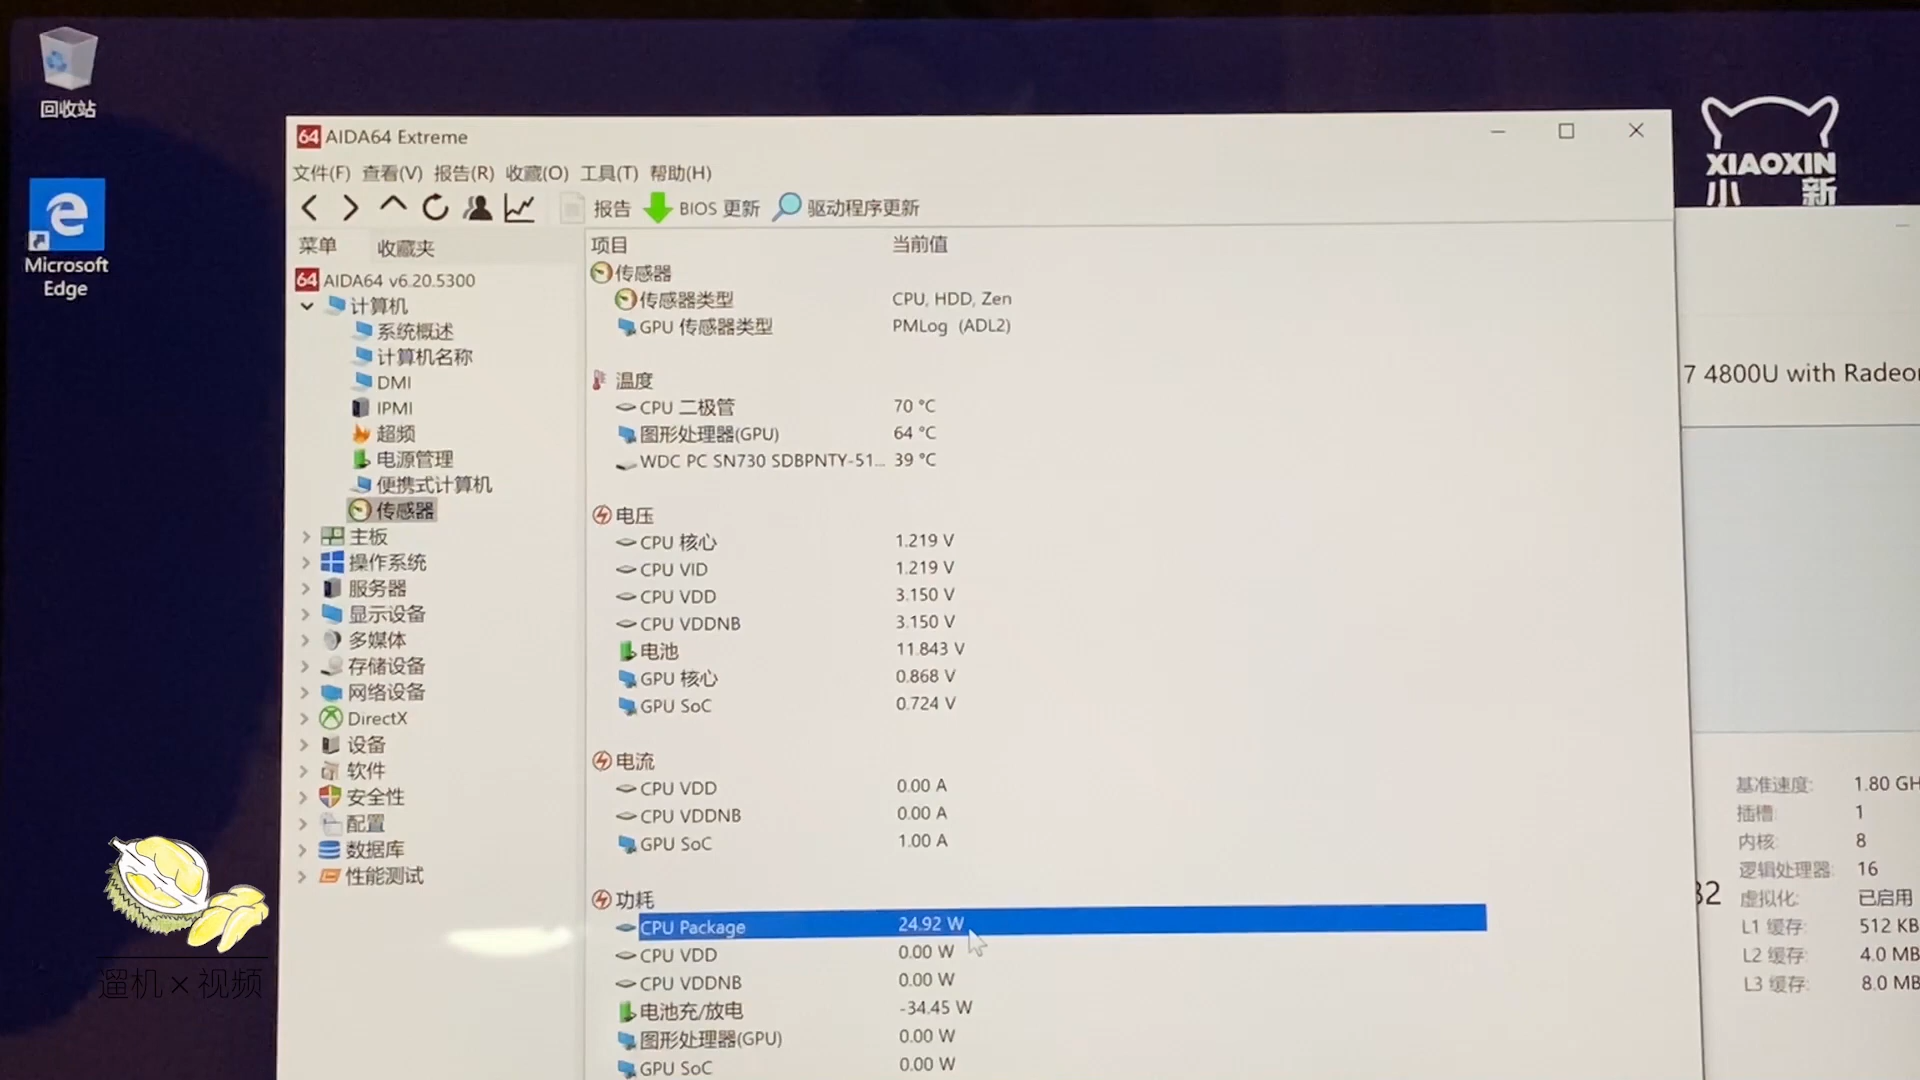 回收站
Microsoft
Edge
64 AIDA64 Extreme
文件(F) 查看(V) 报告(R) 收藏(O) 工具(T) 帮助(H)
报告 BIOS 更新 驱动程序更新
菜单 收藏夹
64 AIDA64 v6.20.5300
计算机
系统概述
计算机名称
DMI
IPMI
超频
电源管理
便携式计算机
传感器
主板
操作系统
服务器
显示设备
多媒体
存储设备
网络设备
DirectX
设备
软件
安全性
配置
数据库
性能测试
项目 当前值
传感器
传感器类型 CPU, HDD, Zen
GPU 传感器类型 PMLog (ADL2)
温度
CPU 二极管 70 °C
图形处理器(GPU) 64 °C
WDC PC SN730 SDBPNTY-51... 39 °C
电压
CPU 核心 1.219 V
CPU VID 1.219 V
CPU VDD 3.150 V
CPU VDDNB 3.150 V
电池 11.843 V
GPU 核心 0.868 V
GPU SoC 0.724 V
电流
CPU VDD 0.00 A
CPU VDDNB 0.00 A
GPU SoC 1.00 A
功耗
CPU Package 24.92 W
CPU VDD 0.00 W
CPU VDDNB 0.00 W
电池充/放电 -34.45 W
图形处理器(GPU) 0.00 W
GPU SoC 0.00 W
XIAOXIN
小 新
7 4800U with Radeon
基准速度: 1.80 GH
插槽: 1
内核: 8
逻辑处理器: 16
虚拟化: 已启用
L1 缓存: 512 KB
L2 缓存: 4.0 MB
L3 缓存: 8.0 MB
遛机×视频